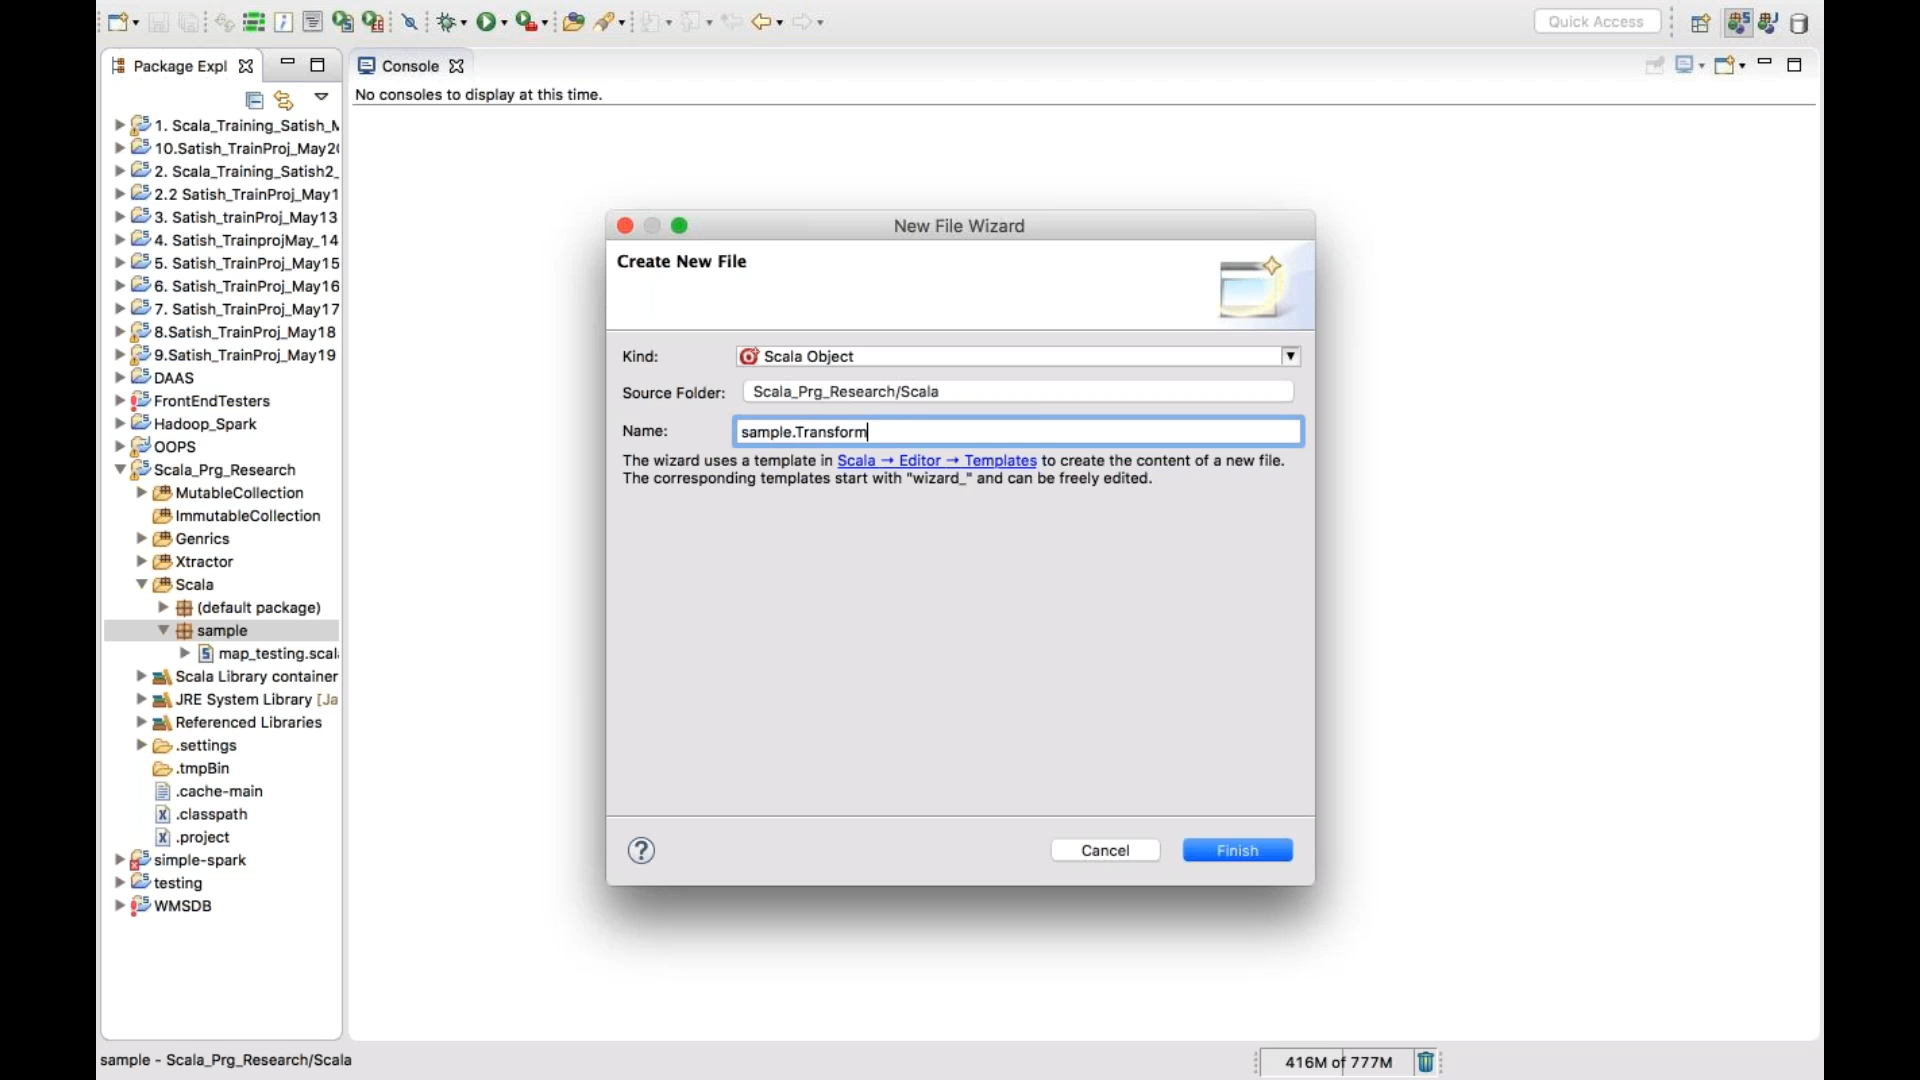 Quick Access
Package Expl
Console
No consoles to display at this time.
1. Scala_Training_Satish_M
10.Satish_TrainProj_May20
2. Scala_Training_Satish2_
2.2 Satish_TrainProj_May1
3. Satish_trainProj_May13
4. Satish_TrainprojMay_14
5. Satish_TrainProj_May15
6. Satish_TrainProj_May16
7. Satish_TrainProj_May17
8.Satish_TrainProj_May18
9.Satish_TrainProj_May19
DAAS
FrontEndTesters
Hadoop_Spark
OOPS
Scala_Prg_Research
MutableCollection
ImmutableCollection
Genrics
Xtractor
Scala
(default package)
sample
map_testing.scala
Scala Library container
JRE System Library [Ja
Referenced Libraries
.settings
.tmpBin
.cache-main
.classpath
.project
simple-spark
testing
WMSDB
New File Wizard
Create New File
Kind: Scala Object
Source Folder: Scala_Prg_Research/Scala
Name: sample.Transform
The wizard uses a template in Scala → Editor → Templates to create the content of a new file.
The corresponding templates start with "wizard_" and can be freely edited.
?
Cancel
Finish
sample - Scala_Prg_Research/Scala
416M of 777M